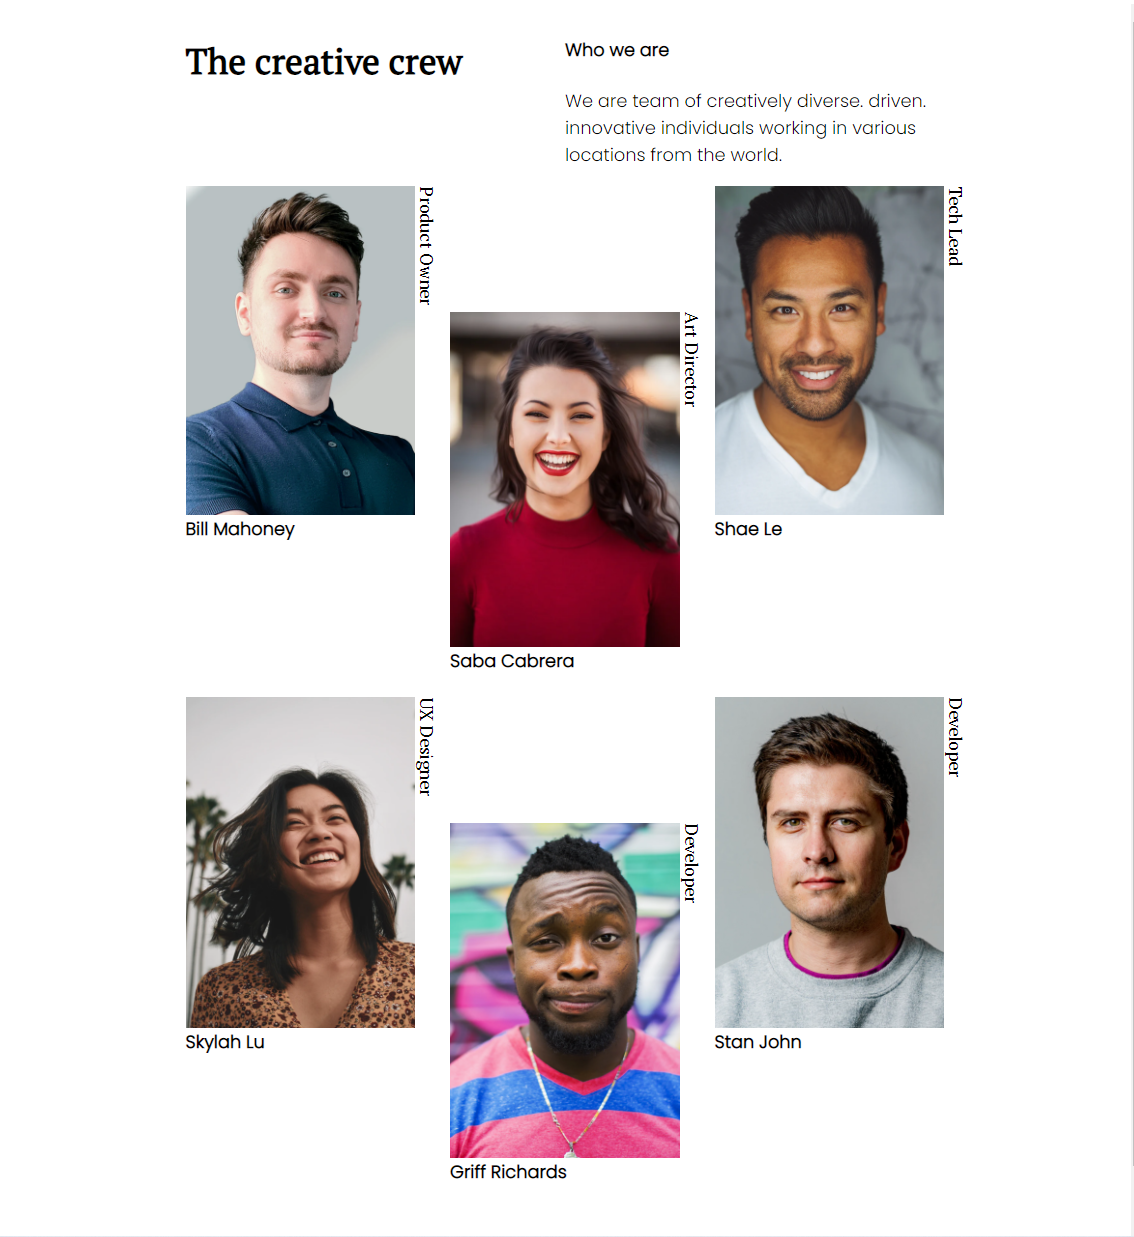 The creative crew
Who we are
We are team of creatively diverse. driven.
innovative individuals working in various
locations from the world.
Product Owner
Bill Mahoney
Art Director
Saba Cabrera
Tech Lead
Shae Le
UX Designer
Skylah Lu
Developer
Griff Richards
Developer
Stan John